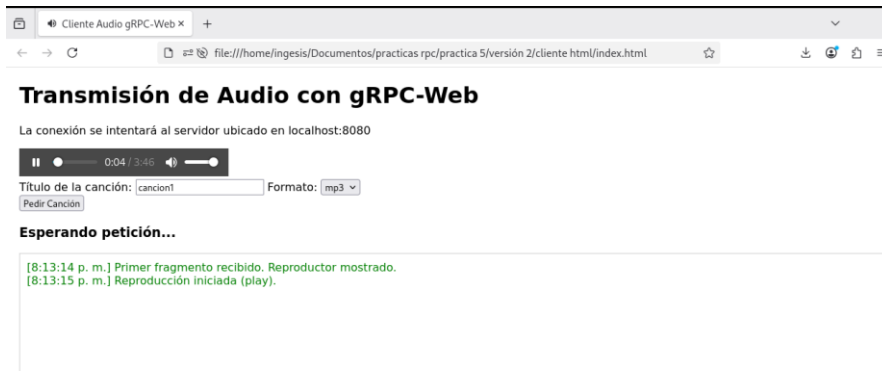 Cliente Audio gRPC-Web ×
file:///home/ingesis/Documentos/practicas rpc/practica 5/versión 2/cliente html/index.html
Transmisión de Audio con gRPC-Web
La conexión se intentará al servidor ubicado en localhost:8080
0:04 / 3:46
Título de la canción: cancion1 Formato: mp3
Pedir Canción
Esperando petición...
[8:13:14 p. m.] Primer fragmento recibido. Reproductor mostrado.
[8:13:15 p. m.] Reproducción iniciada (play).